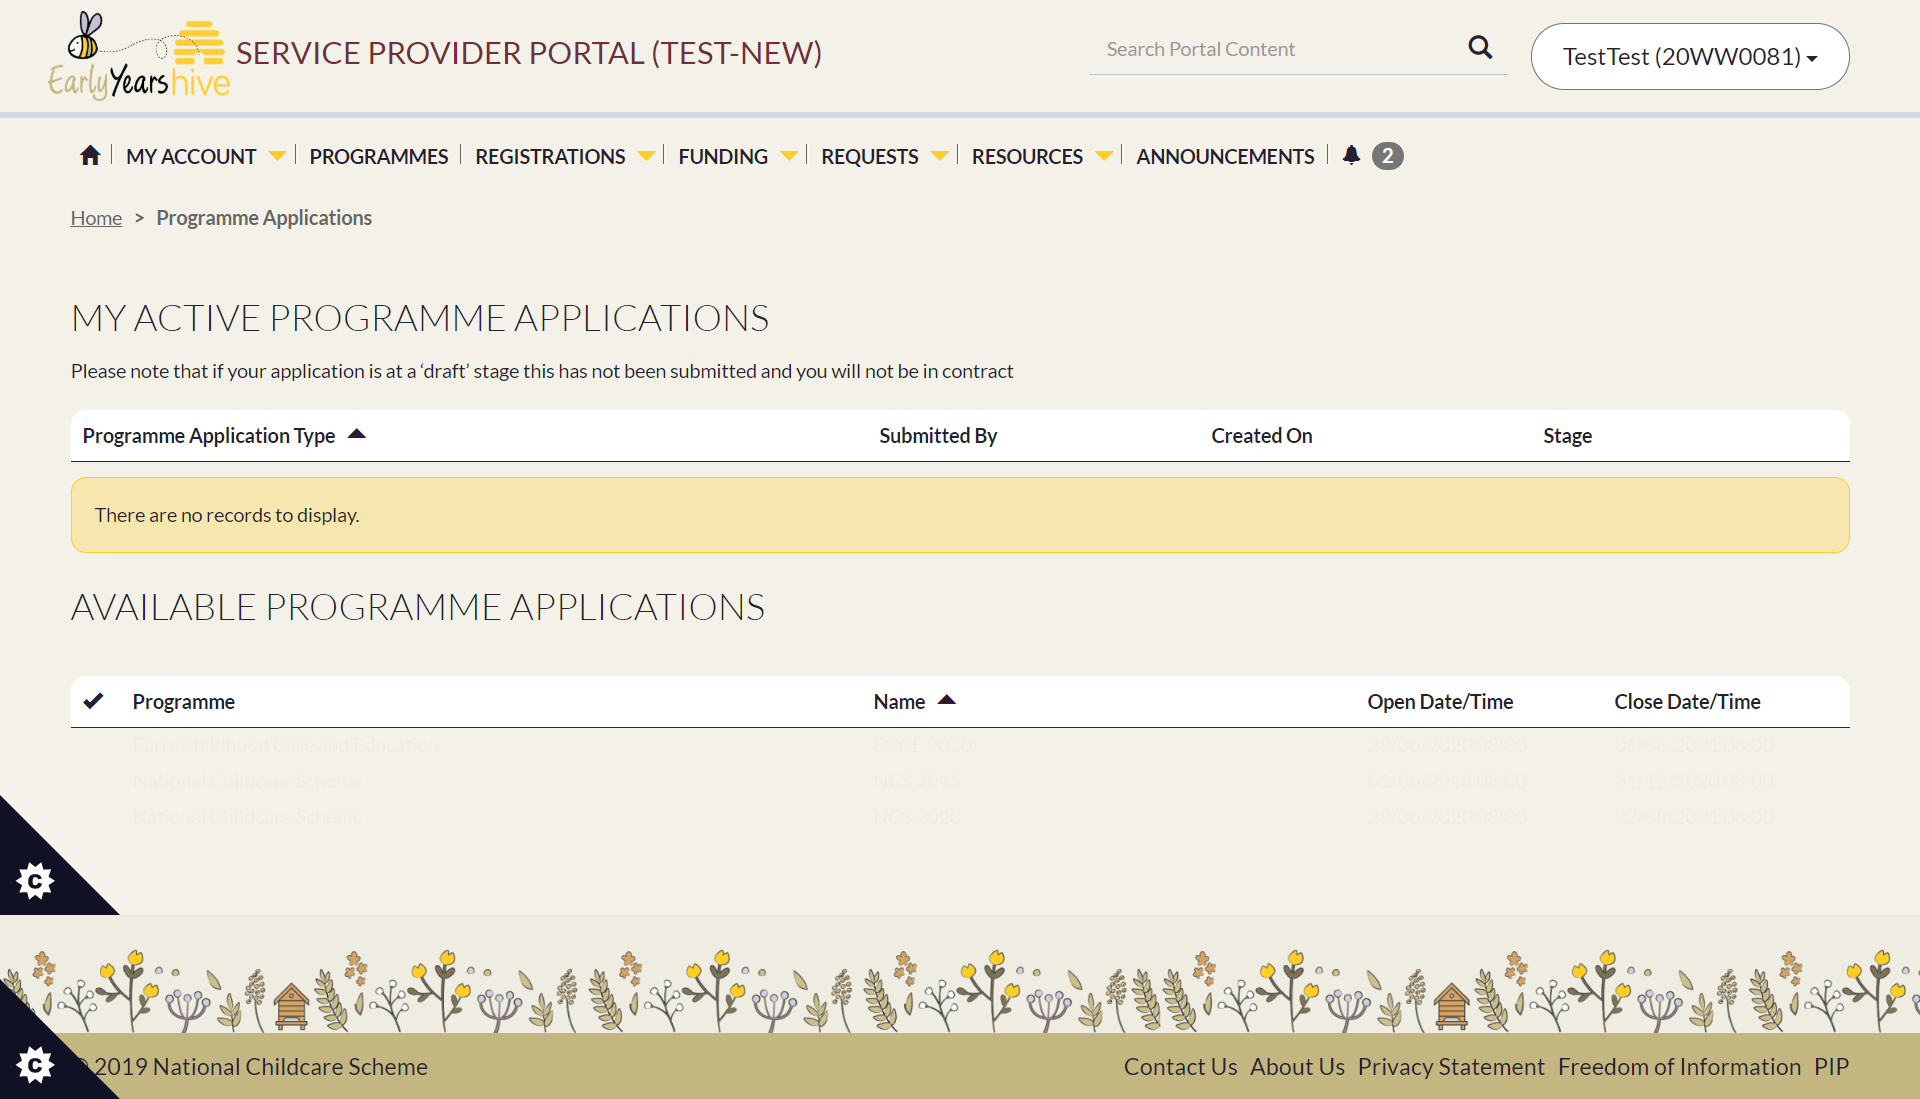 Early Years hive
SERVICE PROVIDER PORTAL (TEST-NEW)
Search Portal Content
TestTest (20WW0081)
MY ACCOUNT
PROGRAMMES
REGISTRATIONS
FUNDING
REQUESTS
RESOURCES
ANNOUNCEMENTS
2
Home > Programme Applications
MY ACTIVE PROGRAMME APPLICATIONS
Please note that if your application is at a ‘draft’ stage this has not been submitted and you will not be in contract
Programme Application Type Submitted By Created On Stage
There are no records to display.
AVAILABLE PROGRAMME APPLICATIONS
Programme Name Open Date/Time Close Date/Time
Early Childhood Care and Education ECCE 2020 29/06/2020 08:00 01/06/2021 08:00
National Childcare Scheme NCS 2019 01/06/2018 08:00 31/12/2020 08:00
National Childcare Scheme NCS 2020 29/06/2020 08:00 22/08/2021 08:00
C
C
2019 National Childcare Scheme
Contact Us About Us Privacy Statement Freedom of Information PIP